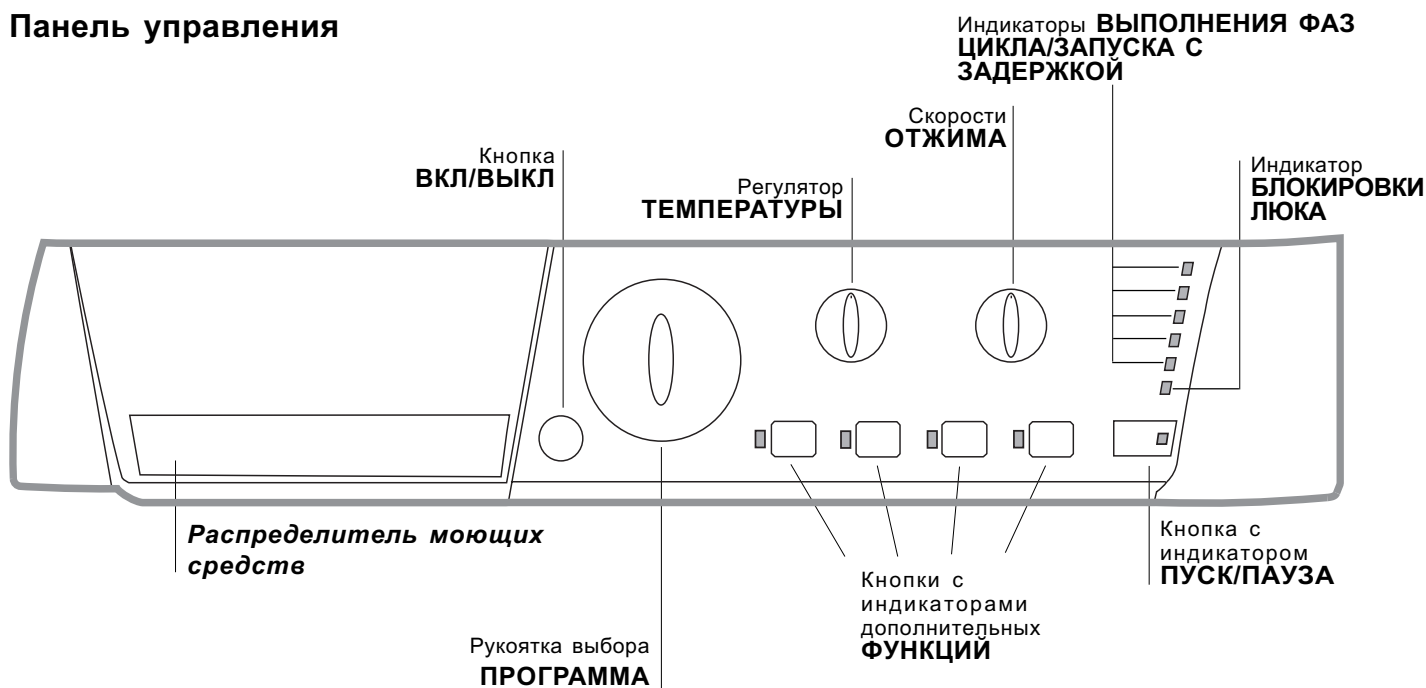 Панель управления
Индикаторы ВЫПОЛНЕНИЯ ФАЗ
ЦИКЛА/ЗАПУСКА С
ЗАДЕРЖКОЙ
Скорости
ОТЖИМА
Кнопка
ВКЛ/ВЫКЛ
Регулятор
ТЕМПЕРАТУРЫ
Индикатор
БЛОКИРОВКИ
ЛЮКА
Распределитель моющих
средств
Кнопка с
индикатором
ПУСК/ПАУЗА
Кнопки с
индикаторами
дополнительных
ФУНКЦИЙ
Рукоятка выбора
ПРОГРАММА